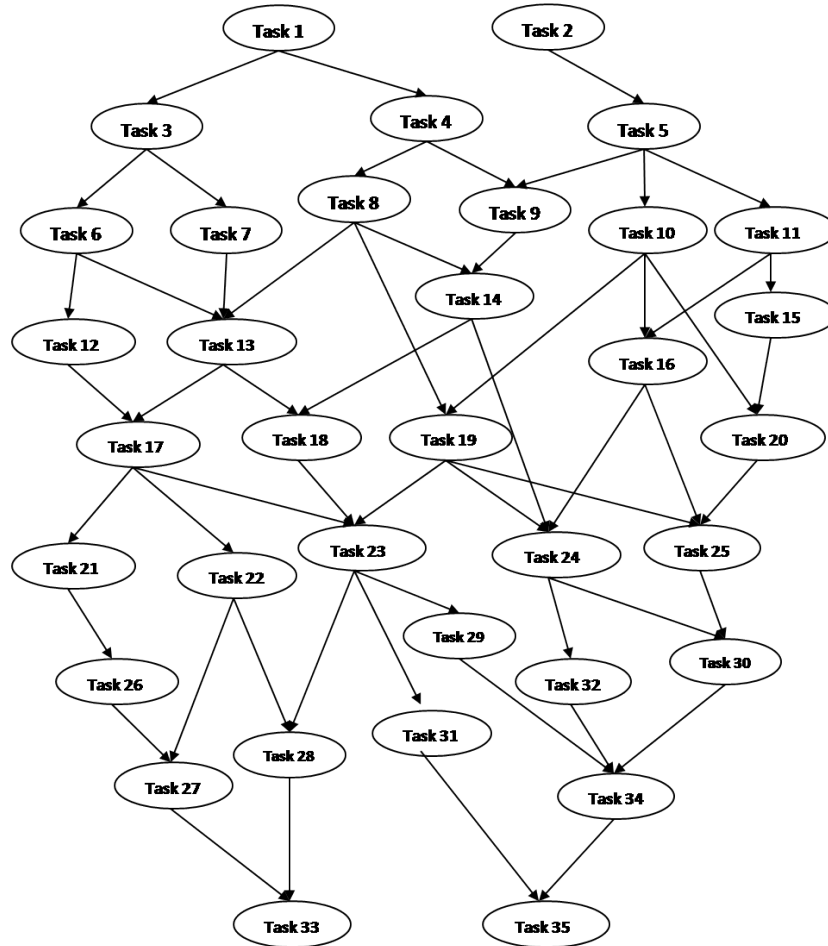 Task 1
Task 2
Task 3
Task 4
Task 5
Task 6
Task 7
Task 8
Task 9
Task 10
Task 11
Task 12
Task 13
Task 14
Task 15
Task 16
Task 17
Task 18
Task 19
Task 20
Task 21
Task 22
Task 23
Task 24
Task 25
Task 26
Task 27
Task 28
Task 29
Task 30
Task 31
Task 32
Task 33
Task 34
Task 35